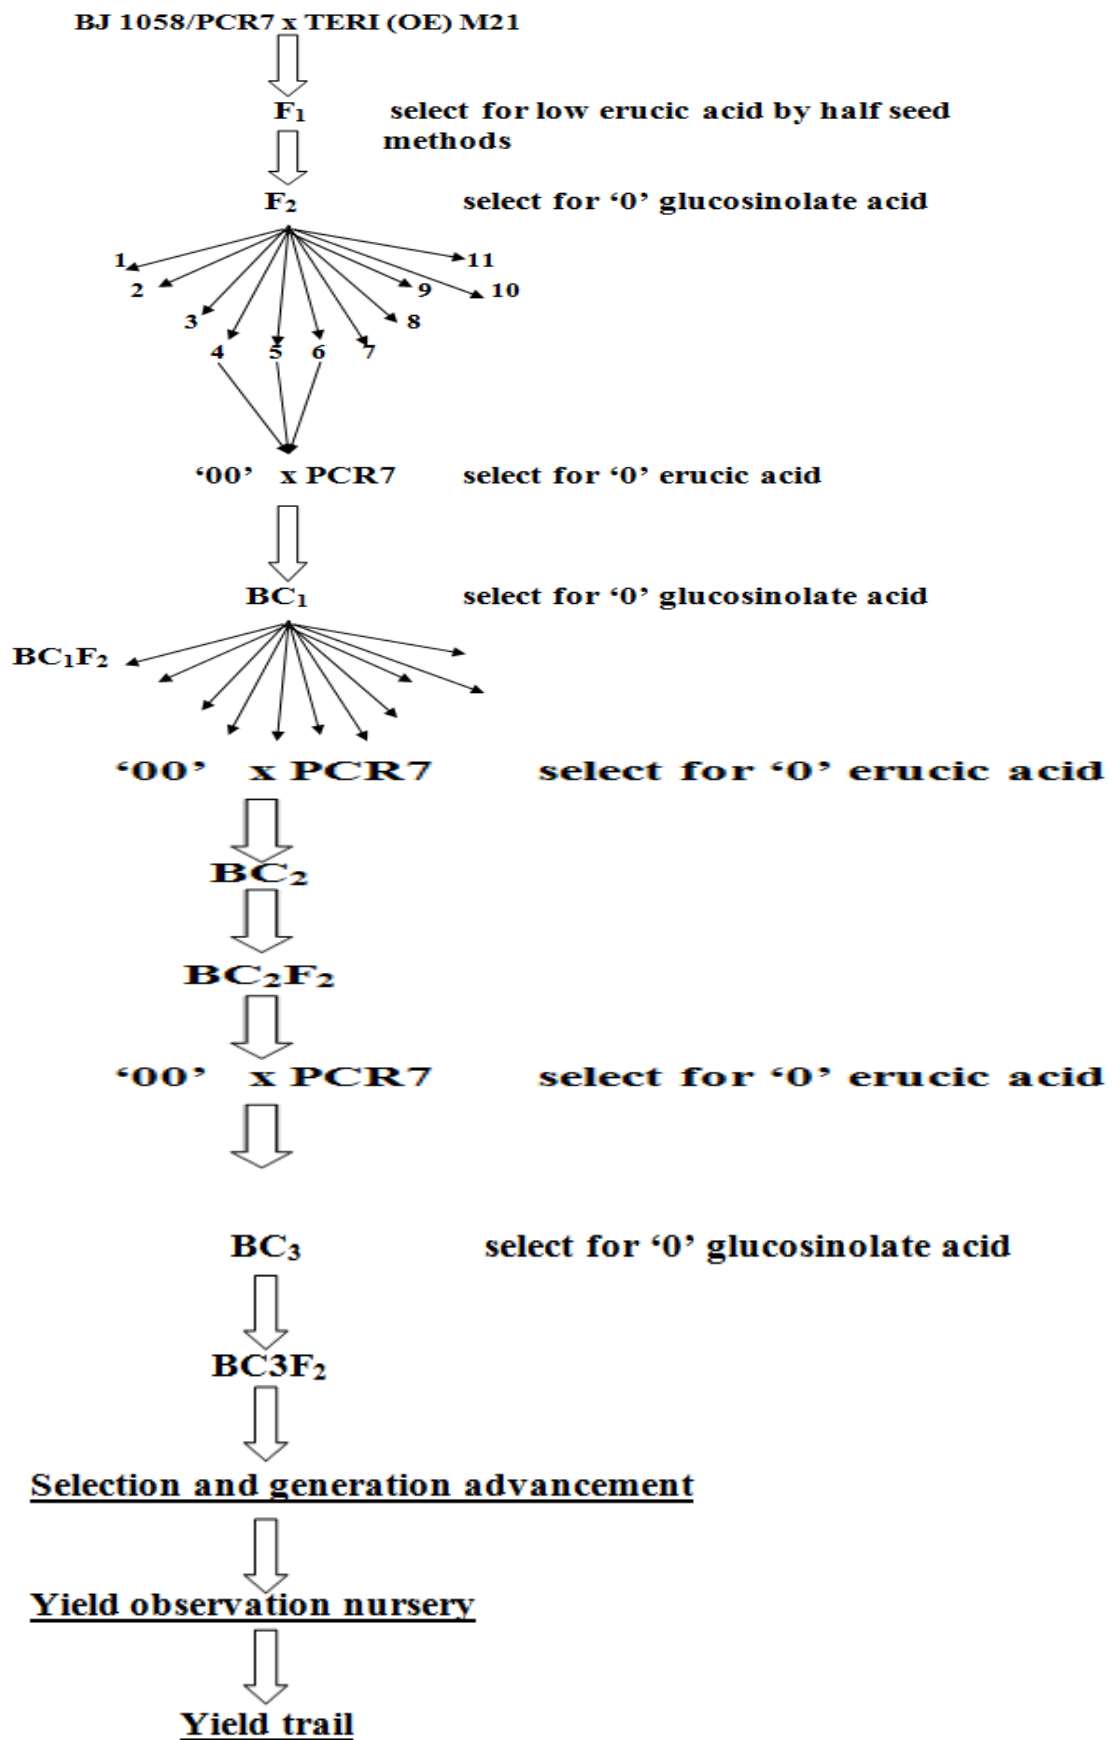 BJ 1058/PCR7 x TERI (OE) M21
F₁ select for low erucic acid by half seed
methods
F₂ select for ‘0’ glucosinolate acid
1 11
2 9 10
3 8
4 5 6 7
‘00’ x PCR7 select for ‘0’ erucic acid
BC₁ select for ‘0’ glucosinolate acid
BC₁F₂
‘00’ x PCR7 select for ‘0’ erucic acid
BC₂
BC₂F₂
‘00’ x PCR7 select for ‘0’ erucic acid
BC₃ select for ‘0’ glucosinolate acid
BC3F₂
Selection and generation advancement
Yield observation nursery
Yield trail